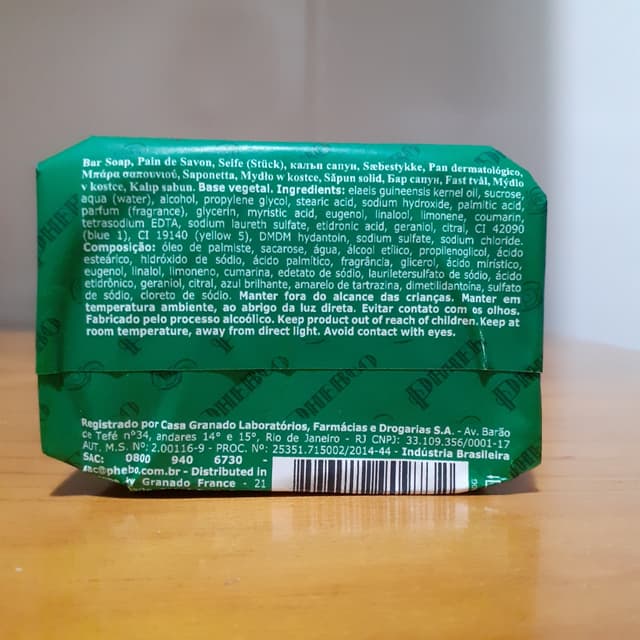 Bar Soap, Pain de Savon, Seife (Stück), калъп сапун, Sæbestykke, Pan dermatológico,
Μπάρα σαπουνιού, Saponetta, Mydło w kostce, Săpun solid, Бар сапун, Fast tvål, Mýdlo
v kostce, Kalıp sabun. Base vegetal. Ingredients: elaeis guineensis kernel oil, sucrose,
aqua (water), alcohol, propylene glycol, stearic acid, sodium hydroxide, palmitic acid,
parfum (fragrance), glycerin, myristic acid, eugenol, linalool, limonene, coumarin,
tetrasodium EDTA, sodium laureth sulfate, etidronic acid, geraniol, citral, CI 42090
(blue 1), CI 19140 (yellow 5), DMDM hydantoin, sodium sulfate, sodium chloride.
Composição: óleo de palmiste, sacarose, água, álcool etílico, propilenoglicol, ácido
estearico, hidróxido de sódio, ácido palmítico, fragrância, glicerol, ácido mirístico,
eugenol, linalol, limoneno, cumarina, edetato de sódio, lauriletersulfato de sódio, ácido
etidrônico, geraniol, citral, azul brilhante, amarelo de tartrazina, dimetilidantoína, sulfato
de sódio, cloreto de sódio. Manter fora do alcance das crianças. Manter em
temperatura ambiente, ao abrigo da luz direta. Evitar contato com os olhos.
Fabricado pelo processo alcoólico. Keep product out of reach of children. Keep at
room temperature, away from direct light. Avoid contact with eyes.
PHEBO
Registrado por Casa Granado Laboratórios, Farmácias e Drogarias S.A. - Av. Barão
de Tefé n°34, andares 14° e 15°, Rio de Janeiro - RJ CNPJ: 33.109.356/0001-17
AUT. M.S. Nº: 2.00116-9 - PROC. Nº: 25351.715002/2014-44 - Indústria Brasileira
SAC: 0800 940 6730 -
sac@phebo.com.br - Distributed in
by Granado France - 21